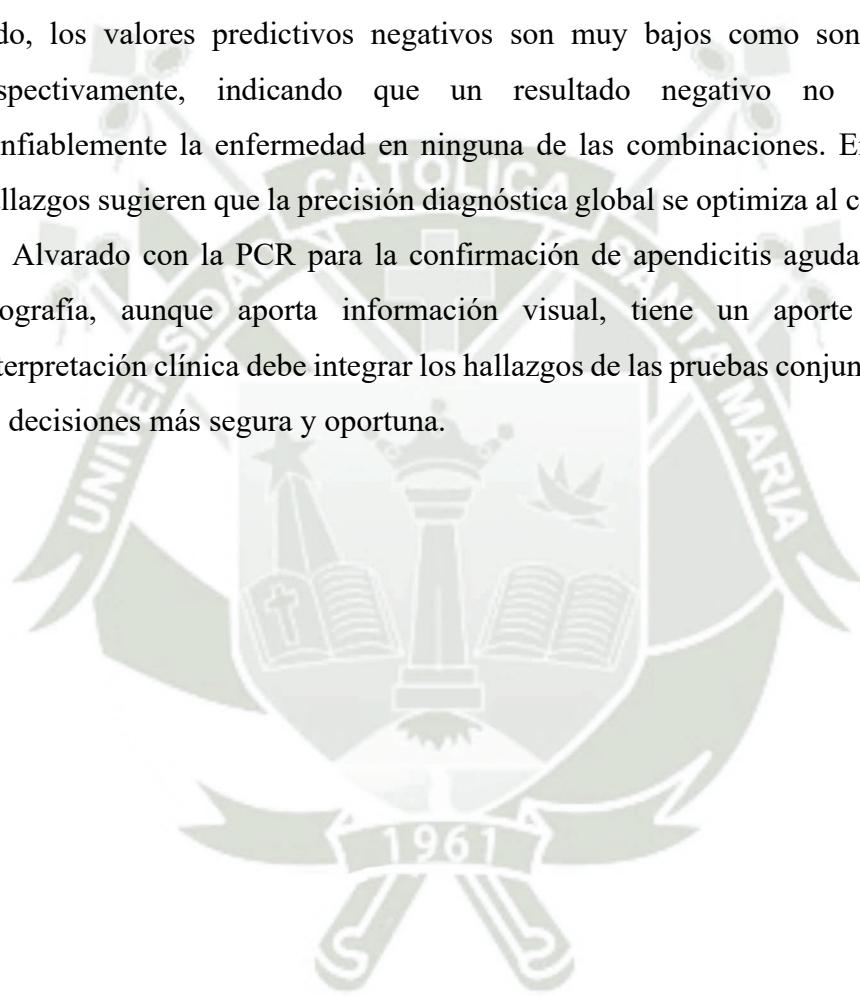 do, los valores predictivos negativos son muy bajos como son
spectivamente, indicando que un resultado negativo no
nfiablemente la enfermedad en ninguna de las combinaciones.
llazgos sugieren que la precisión diagnóstica global se optimiza al
Alvarado con la PCR para la confirmación de apendicitis aguda
ografía, aunque aporta información visual, tiene un aporte
terpretación clínica debe integrar los hallazgos de las pruebas conjun
decisiones más segura y oportuna.
UNIVERSIDAD CATOLICA SANTA MARIA
1961